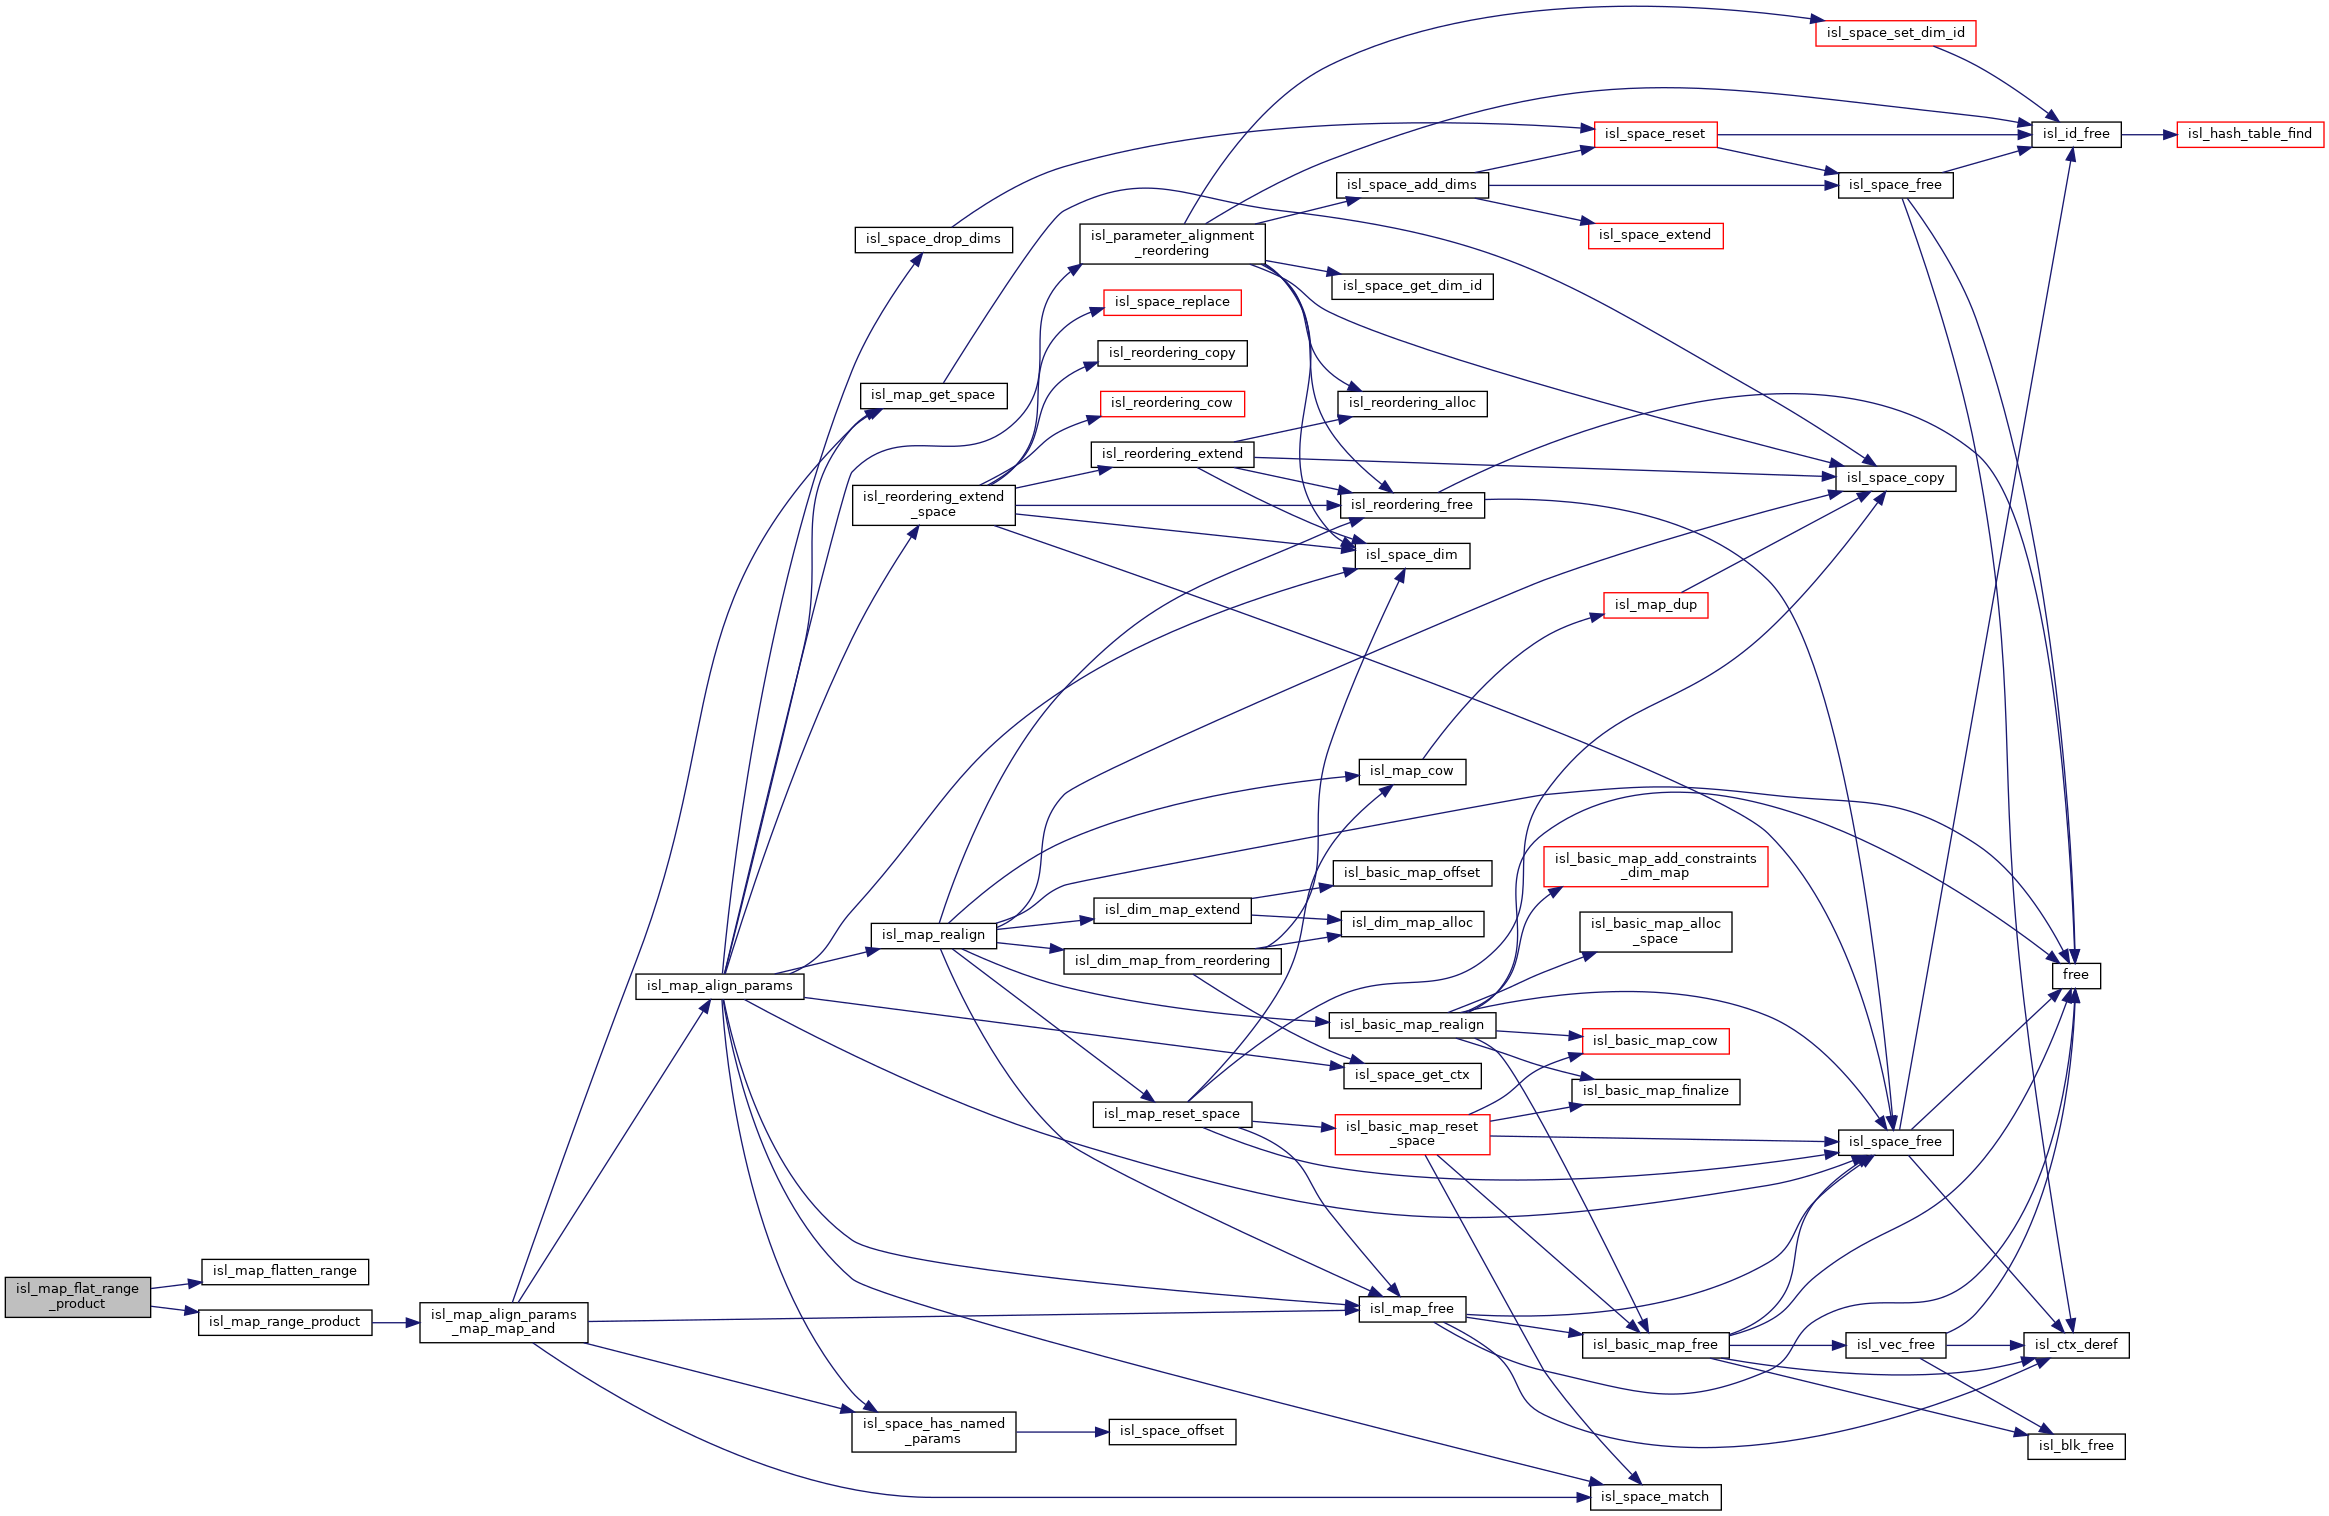 isl_space_set_dim_id
isl_space_reset
isl_id_free
isl_hash_table_find
isl_space_add_dims
isl_space_free
isl_space_drop_dims
isl_parameter_alignment
_reordering
isl_space_extend
isl_space_get_dim_id
isl_space_replace
isl_reordering_copy
isl_map_get_space
isl_reordering_cow
isl_reordering_alloc
isl_reordering_extend
isl_space_copy
isl_reordering_extend
_space
isl_reordering_free
isl_space_dim
isl_map_dup
isl_map_cow
isl_basic_map_add_constraints
_dim_map
isl_basic_map_offset
isl_dim_map_extend
isl_dim_map_alloc
isl_basic_map_alloc
_space
isl_map_realign
isl_dim_map_from_reordering
free
isl_map_align_params
isl_basic_map_realign
isl_basic_map_cow
isl_space_get_ctx
isl_basic_map_finalize
isl_map_reset_space
isl_basic_map_reset
_space
isl_space_free
isl_map_flatten_range
isl_map_flat_range
_product
isl_map_range_product
isl_map_align_params
_map_map_and
isl_map_free
isl_basic_map_free
isl_vec_free
isl_ctx_deref
isl_space_has_named
_params
isl_space_offset
isl_blk_free
isl_space_match